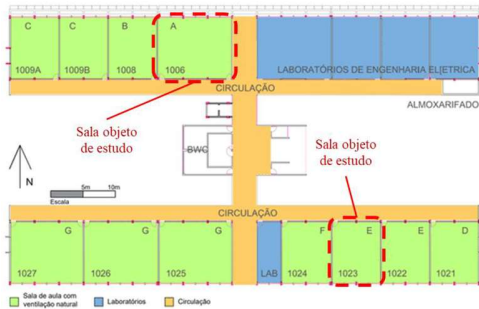 C
C
B
A
1009A
1009B
1008
1006
LABORATÓRIOS DE ENGENHARIA EL[ETRICA
CIRCULAÇÃO
ALMOXARIFADO
Sala objeto
de estudo
Sala objeto
de estudo
BWC
N
5m
10m
Escala
CIRCULAÇÃO
G
G
G
F
E
E
D
1027
1026
1025
LAB
1024
1023
1022
1021
Sala de aula com
ventilação natural
Laboratórios
Circulação